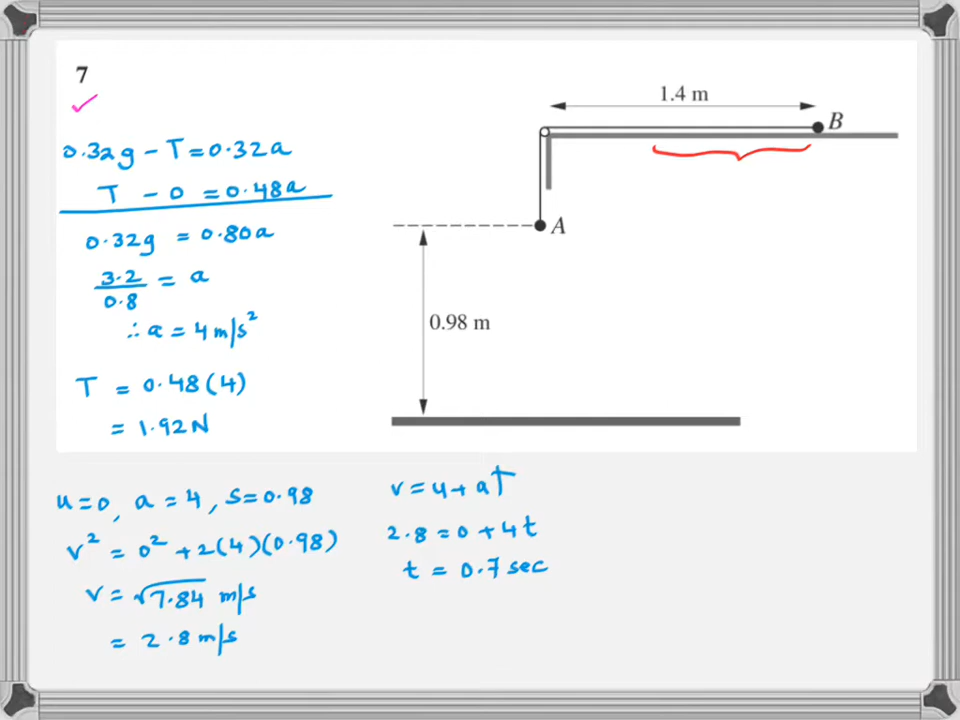 7
0.32g - T = 0.32a
T - 0 = 0.48a
0.32g = 0.80a
3.2/0.8 = a
∴ a = 4 m/s²
T = 0.48(4)
= 1.92N
1.4 m
B
A
0.98 m
u=0, a = 4, s=0.98
v² = 0² + 2(4)(0.98)
v = √7.84 m/s
= 2.8 m/s
v = u + aT
2.8 = 0 + 4t
t = 0.7 sec